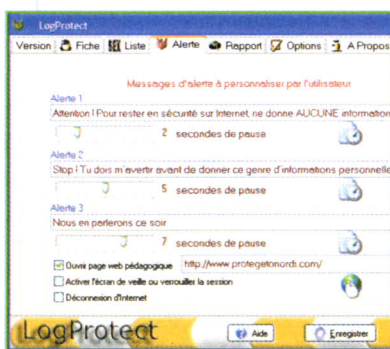 LogProtect
Version Fiche Liste Alerte Rapport Options A Propos
Messages d'alerte à personnaliser par l'utilisateur
Alerte 1
Attention ! Pour rester en sécurité sur Internet, ne donne AUCUNE information
2 secondes de pause
Alerte 2
Stop ! Tu dois m'avertir avant de donner ce genre d'informations personnelle
5 secondes de pause
Alerte 3
Nous en parlerons ce soir
7 secondes de pause
Ouvrir page web pédagogique http://www.protegetonordi.com/
Activer l'écran de veille ou verrouiller la session
Déconnexion d'Internet
LogProtect Aide Enregistrer